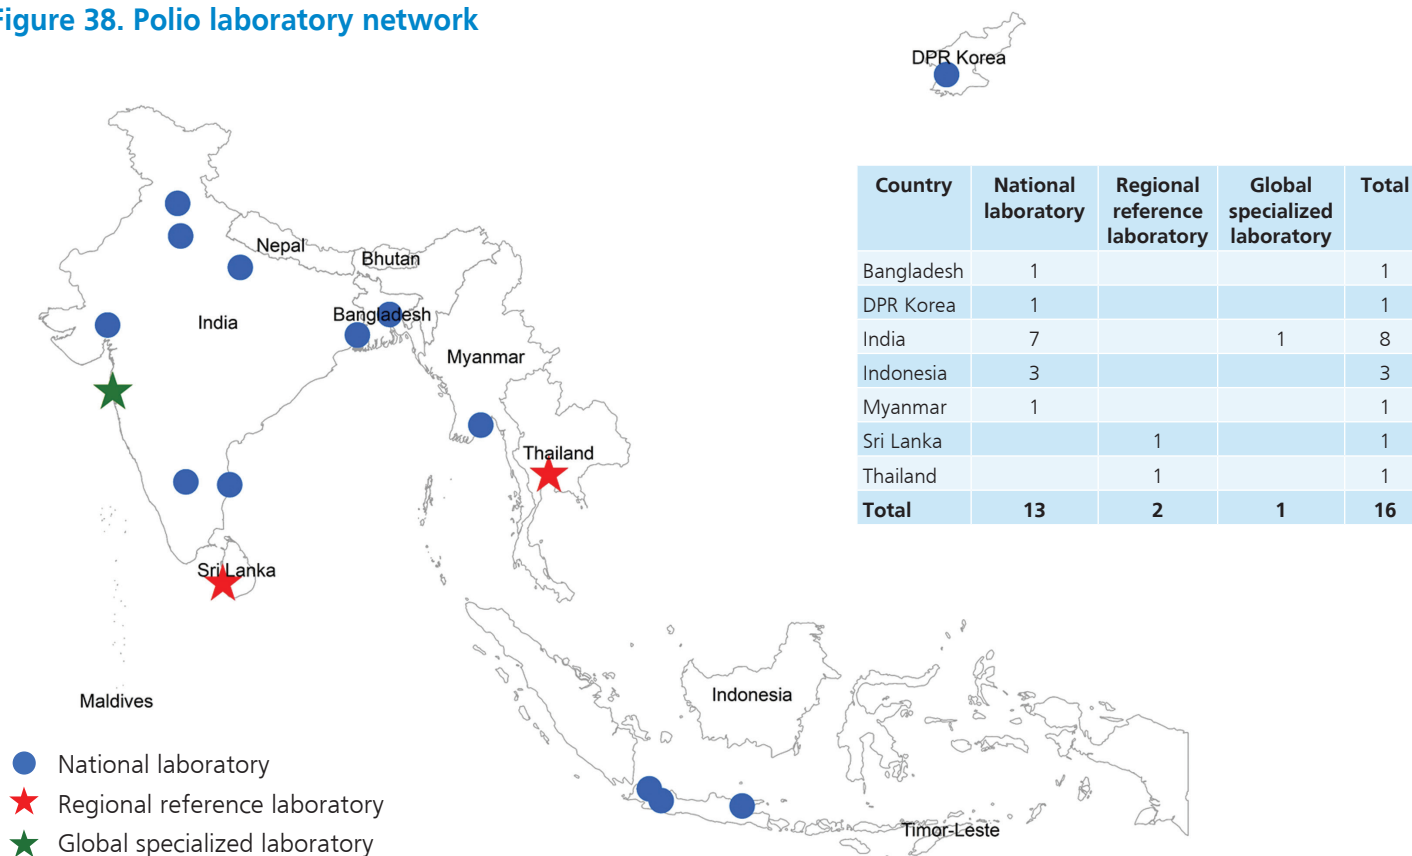 Figure 38. Polio laboratory network
DPR Korea
Nepal
Bhutan
India
Bangladesh
Myanmar
Thailand
Sri Lanka
Maldives
Indonesia
Timor-Leste
Country National laboratory Regional reference laboratory Global specialized laboratory Total
Bangladesh 1 1
DPR Korea 1 1
India 7 1 8
Indonesia 3 3
Myanmar 1 1
Sri Lanka 1 1
Thailand 1 1
Total 13 2 1 16
National laboratory
Regional reference laboratory
Global specialized laboratory